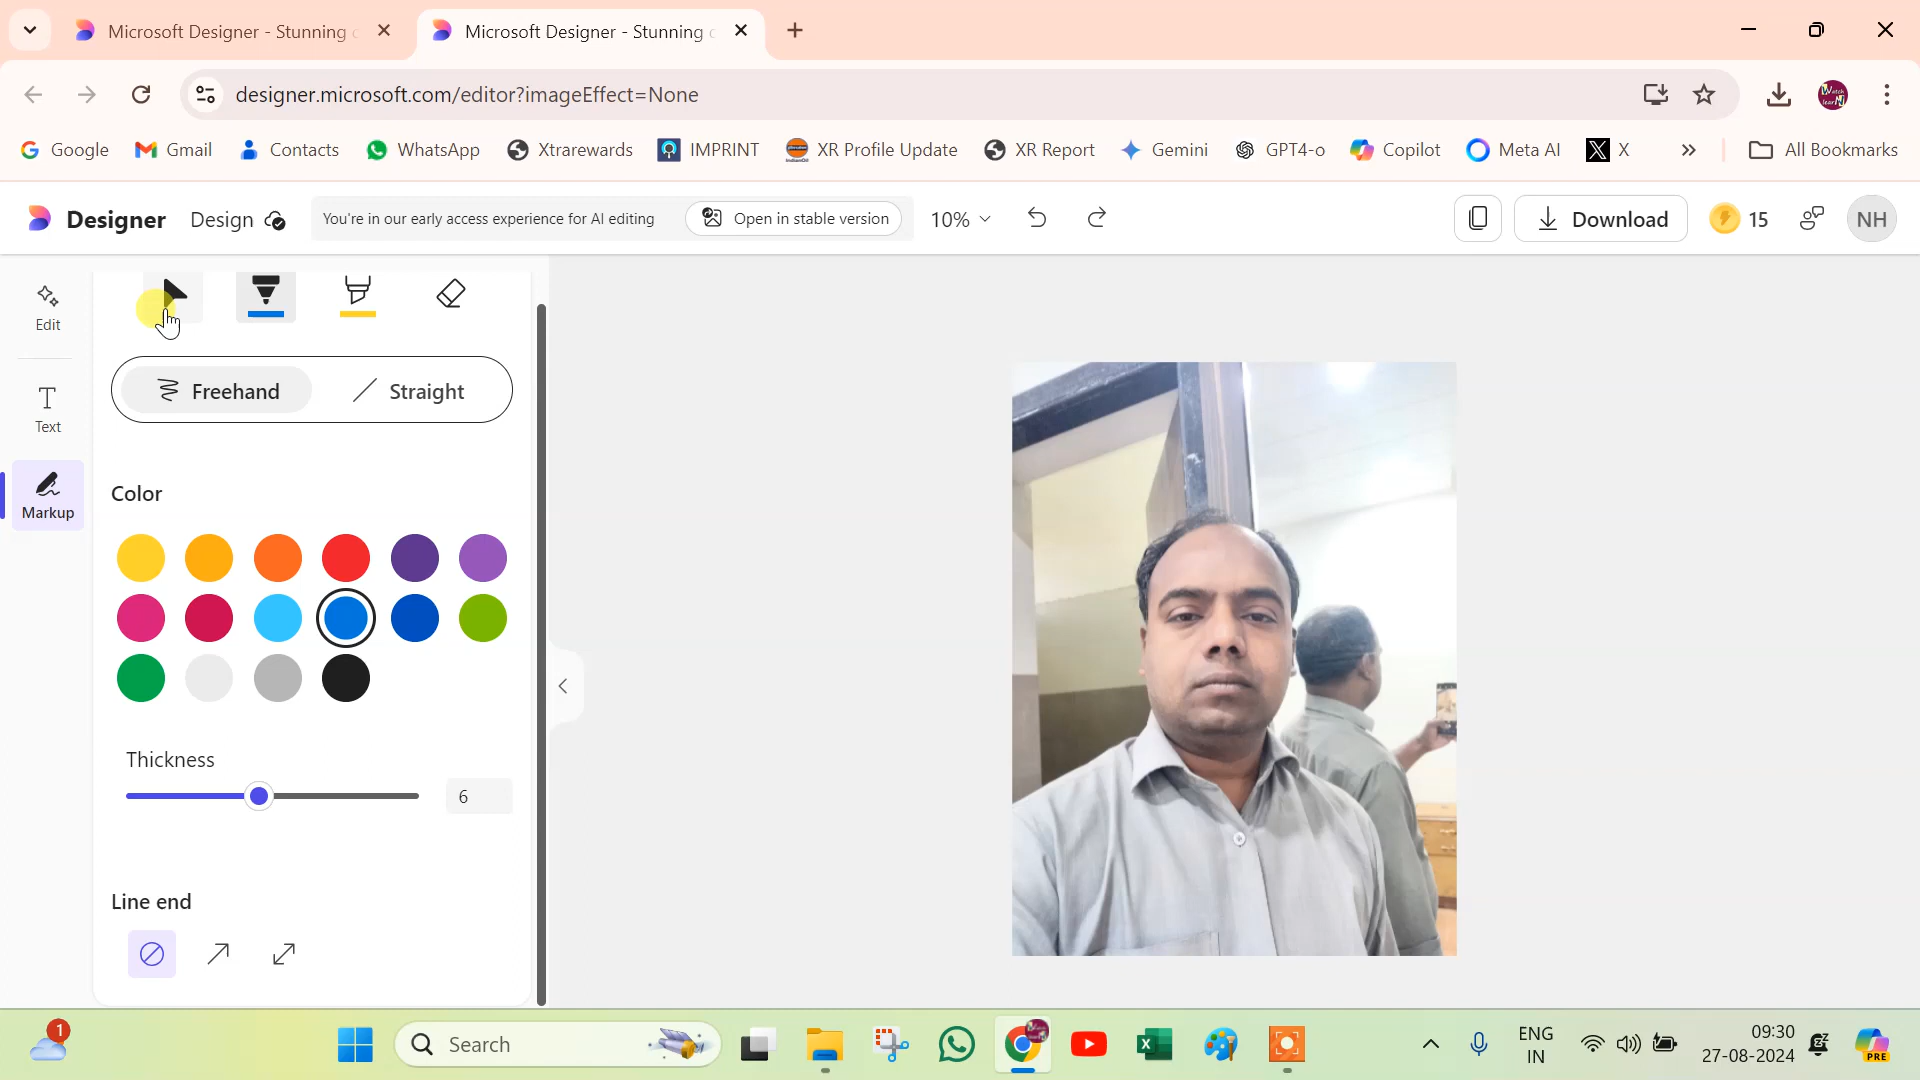 Microsoft Designer - Stunning
Microsoft Designer - Stunning
designer.microsoft.com/editor?imageEffect=None
Google
Gmail
Contacts
WhatsApp
Xtrarewards
IMPRINT
XR Profile Update
XR Report
Gemini
GPT4-o
Copilot
Meta AI
X
All Bookmarks
Designer
Design
You're in our early access experience for AI editing
Open in stable version
10%
Download
15
NH
Edit
Text
Markup
Freehand
Straight
Color
Thickness
6
Line end
1
Search
ENG
IN
09:30
27-08-2024
PRE